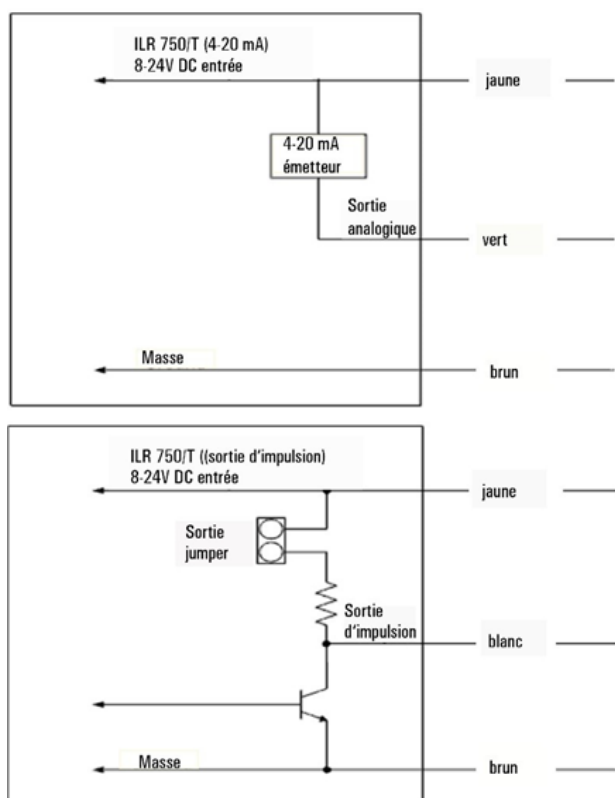 ILR 750/T (4-20 mA)
8-24V DC entrée
jaune
4-20 mA
émetteur
Sortie
analogique
vert
Masse
brun
ILR 750/T ((sortie d'impulsion)
8-24V DC entrée
jaune
Sortie
jumper
Sortie
d'impulsion
blanc
Masse
brun